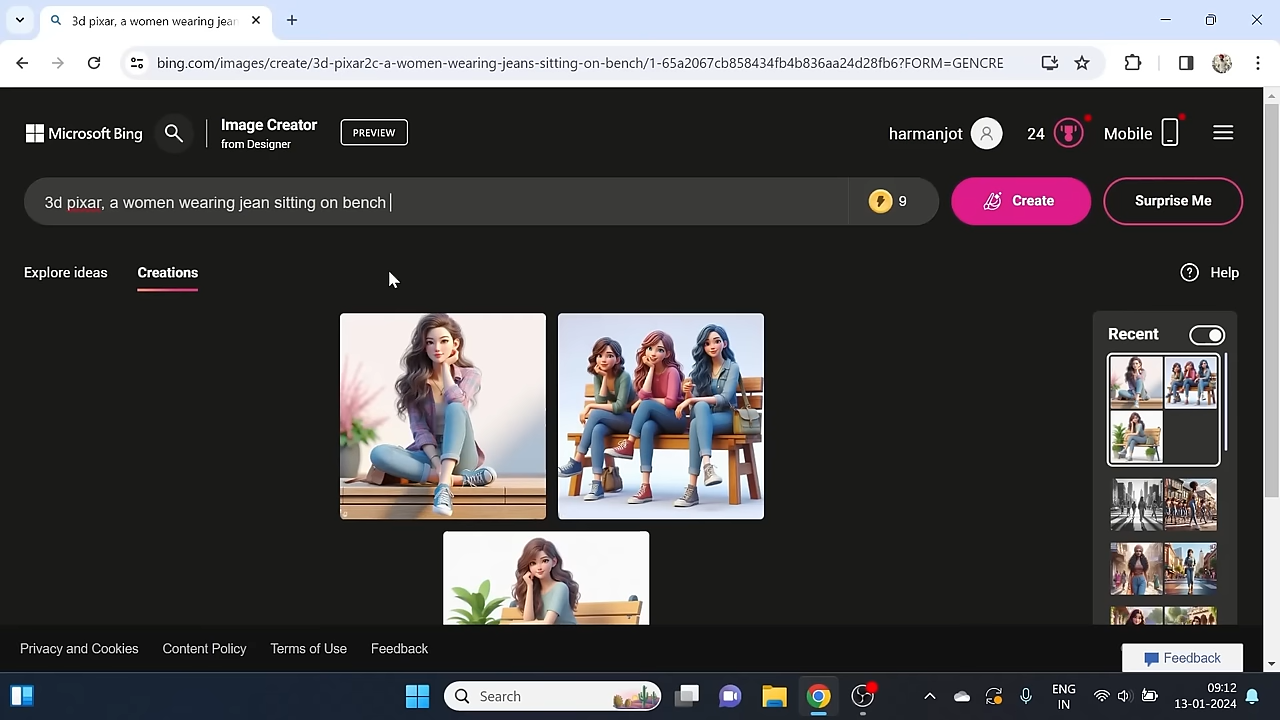 3d pixar, a women wearing jean
bing.com/images/create/3d-pixar2c-a-women-wearing-jeans-sitting-on-bench/1-65a2067cb858434fb4b836aa24d28fb6?FORM=GENCRE
Microsoft Bing
Image Creator
from Designer
PREVIEW
harmanjot
24
Mobile
3d pixar, a women wearing jean sitting on bench
9
Create
Surprise Me
Explore ideas
Creations
Help
Recent
Privacy and Cookies
Content Policy
Terms of Use
Feedback
Feedback
Search
ENG
IN
09:12
13-01-2024